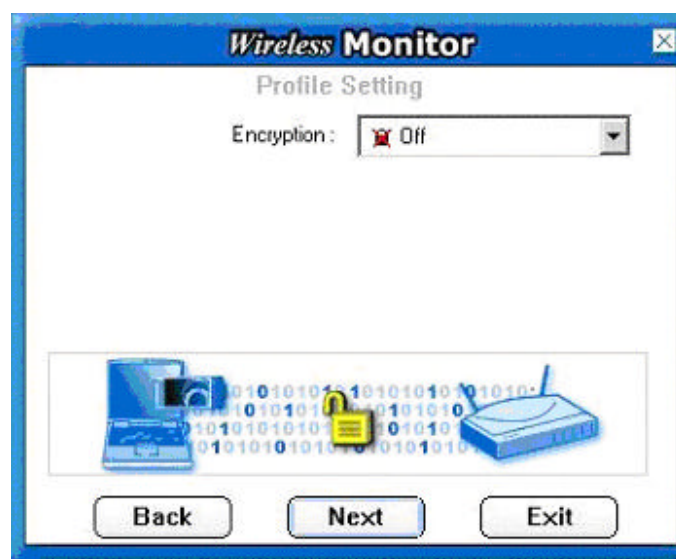 Wireless Monitor
Profile Setting
Encryption : Off
Back Next Exit